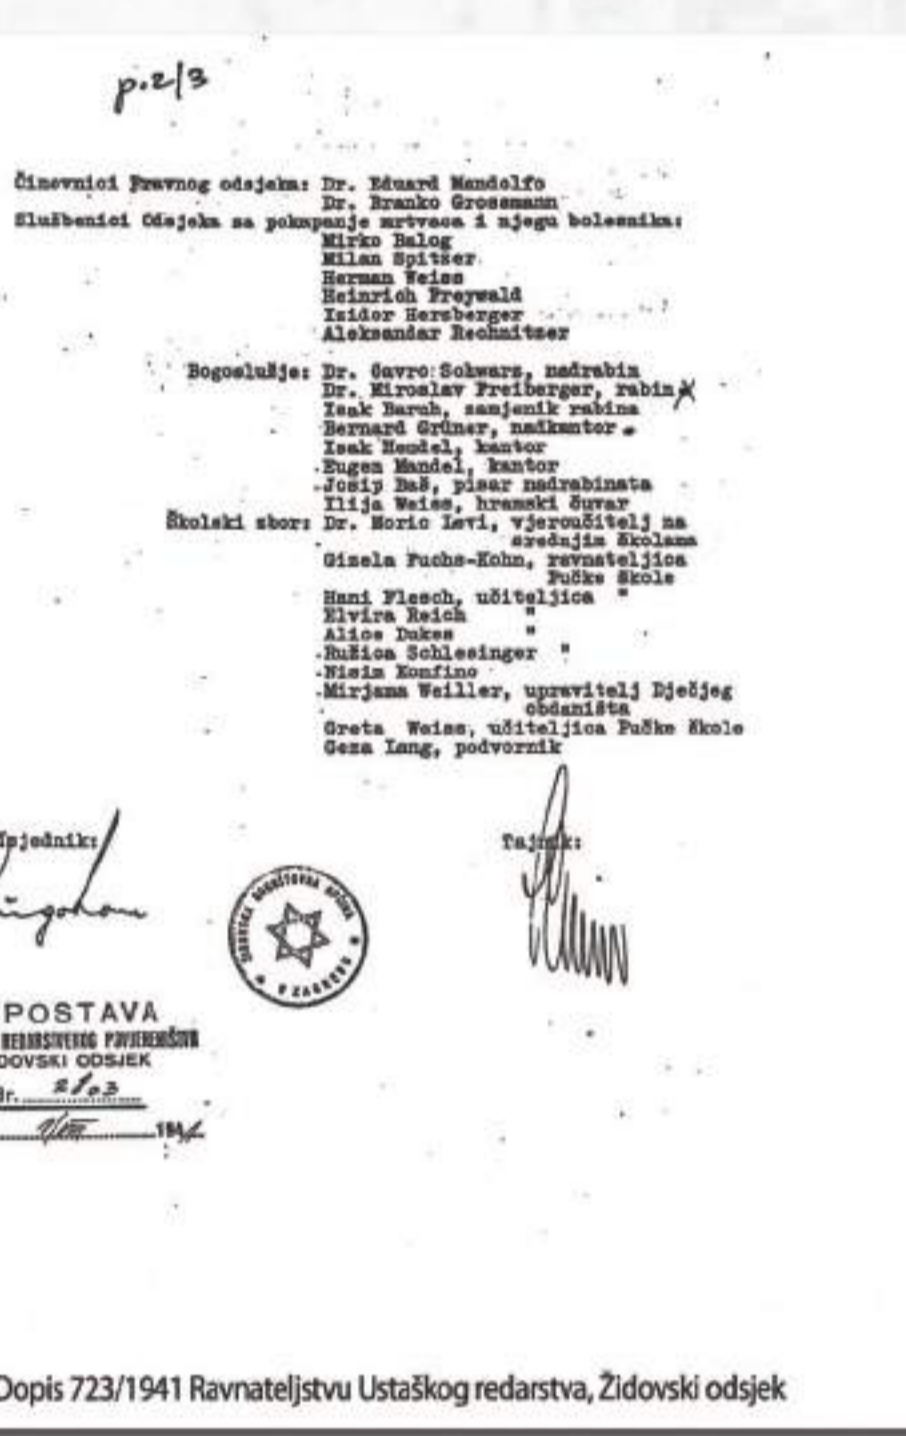 p.2/3
Činovnici Pravnog odsjeka: Dr. Eduard Mandolfo
Dr. Branko Grossmann
Službenici Odsjeka za pokapanje mrtvaca i njegu bolesnika:
Mirko Balog
Milan Spitzer
Herman Weiss
Heinrich Freywald
Izidor Hersberger
Aleksandar Rechnitzer
Bogoslužje: Dr. Gavro Schwarz, nadrabin
Dr. Miroslav Freiberger, rabin
Isak Baruh, zamjenik rabina
Bernard Grüner, nadkantor
Isak Hendel, kantor
Eugen Mandel, kantor
Josip Baš, pisar nadrabinata
Ilija Weiss, hramski čuvar
Školski zbor: Dr. Moric Levi, vjeroučitelj na
srednjim školama
Gizela Fuchs-Kohn, ravnateljica
Pučke škole
Hani Flesch, učiteljica "
Elvira Reich "
Alice Dukes "
Ružica Schlesinger "
Nisim Konfino
Mirjana Weiller, upravitelj Dječjeg
obdaništa
Greta Weiss, učiteljica Pučke škole
Geza Lang, podvornik
Tajnik:
U ZAGREBU
POSTAVA
ODSJEK
Dopis 723/1941 Ravnateljstvu Ustaškog redarstva, Židovski odsjek